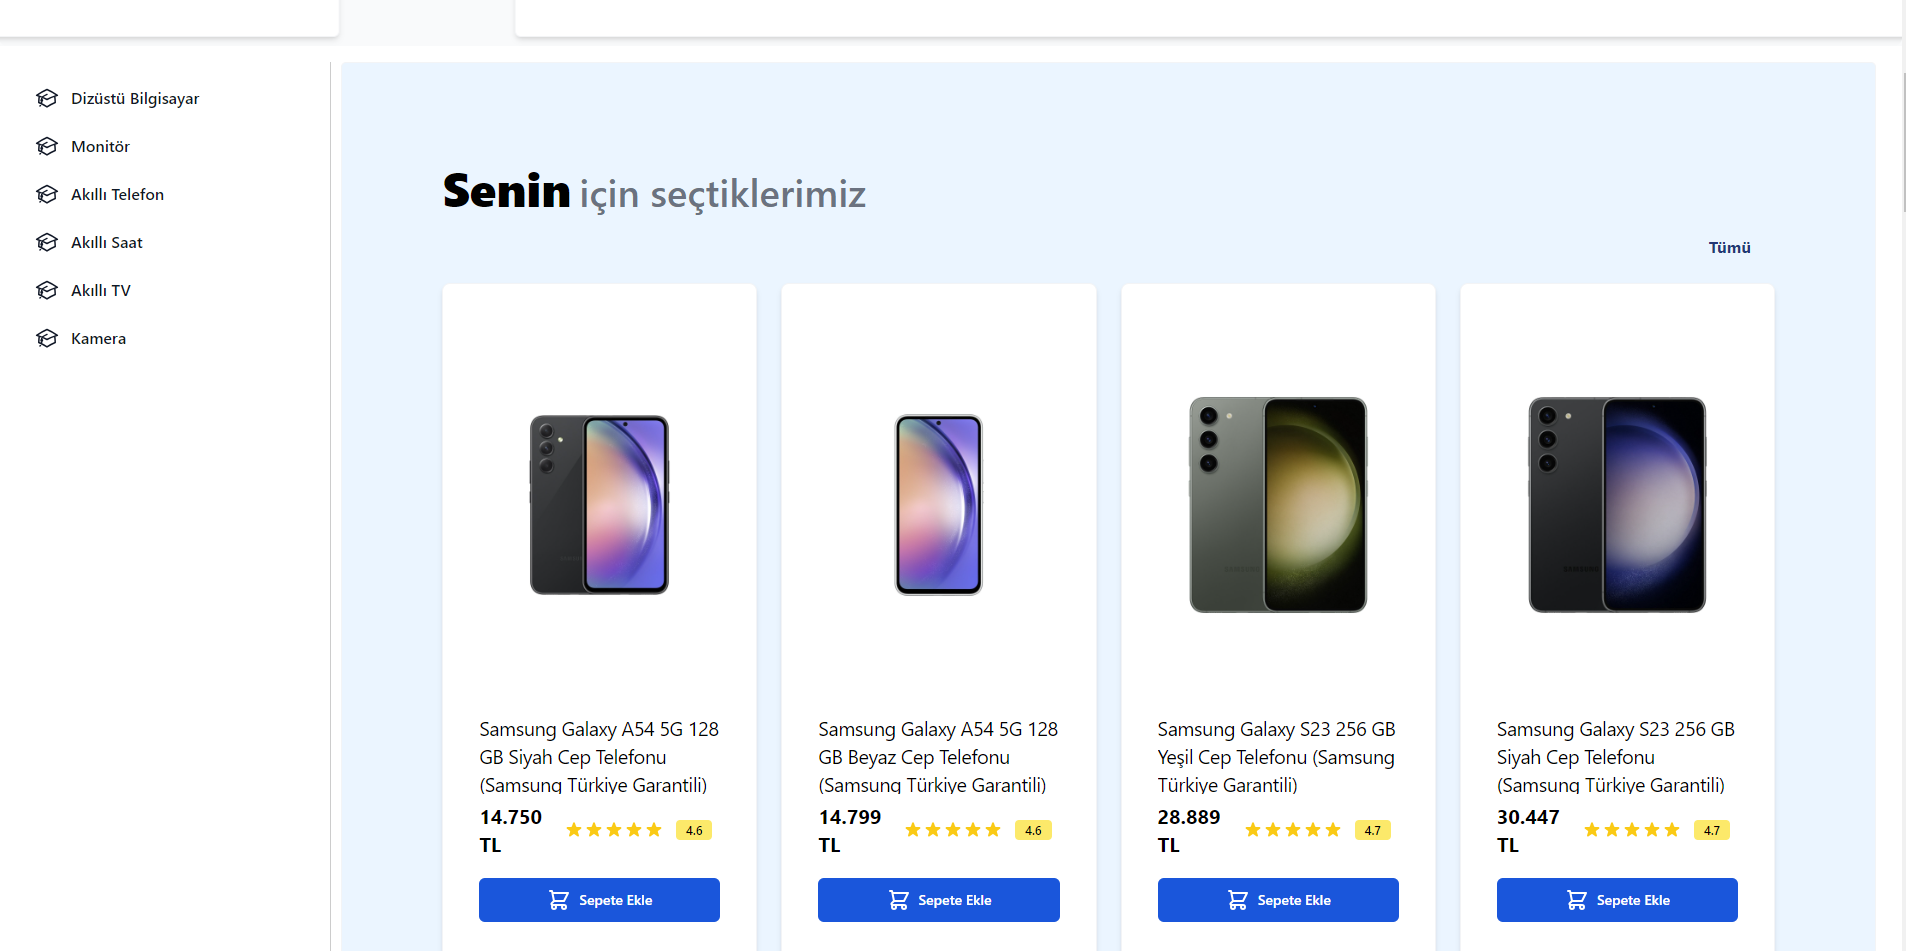 Dizüstü Bilgisayar
Monitör
Akıllı Telefon
Akıllı Saat
Akıllı TV
Kamera
Senin için seçtiklerimiz
Tümü
Samsung Galaxy A54 5G 128
GB Siyah Cep Telefonu
(Samsung Türkiye Garantili)
14.750
TL
4.6
Sepete Ekle
Samsung Galaxy A54 5G 128
GB Beyaz Cep Telefonu
(Samsung Türkiye Garantili)
14.799
TL
4.6
Sepete Ekle
Samsung Galaxy S23 256 GB
Yeşil Cep Telefonu (Samsung
Türkiye Garantili)
28.889
TL
4.7
Sepete Ekle
Samsung Galaxy S23 256 GB
Siyah Cep Telefonu
(Samsung Türkiye Garantili)
30.447
TL
4.7
Sepete Ekle